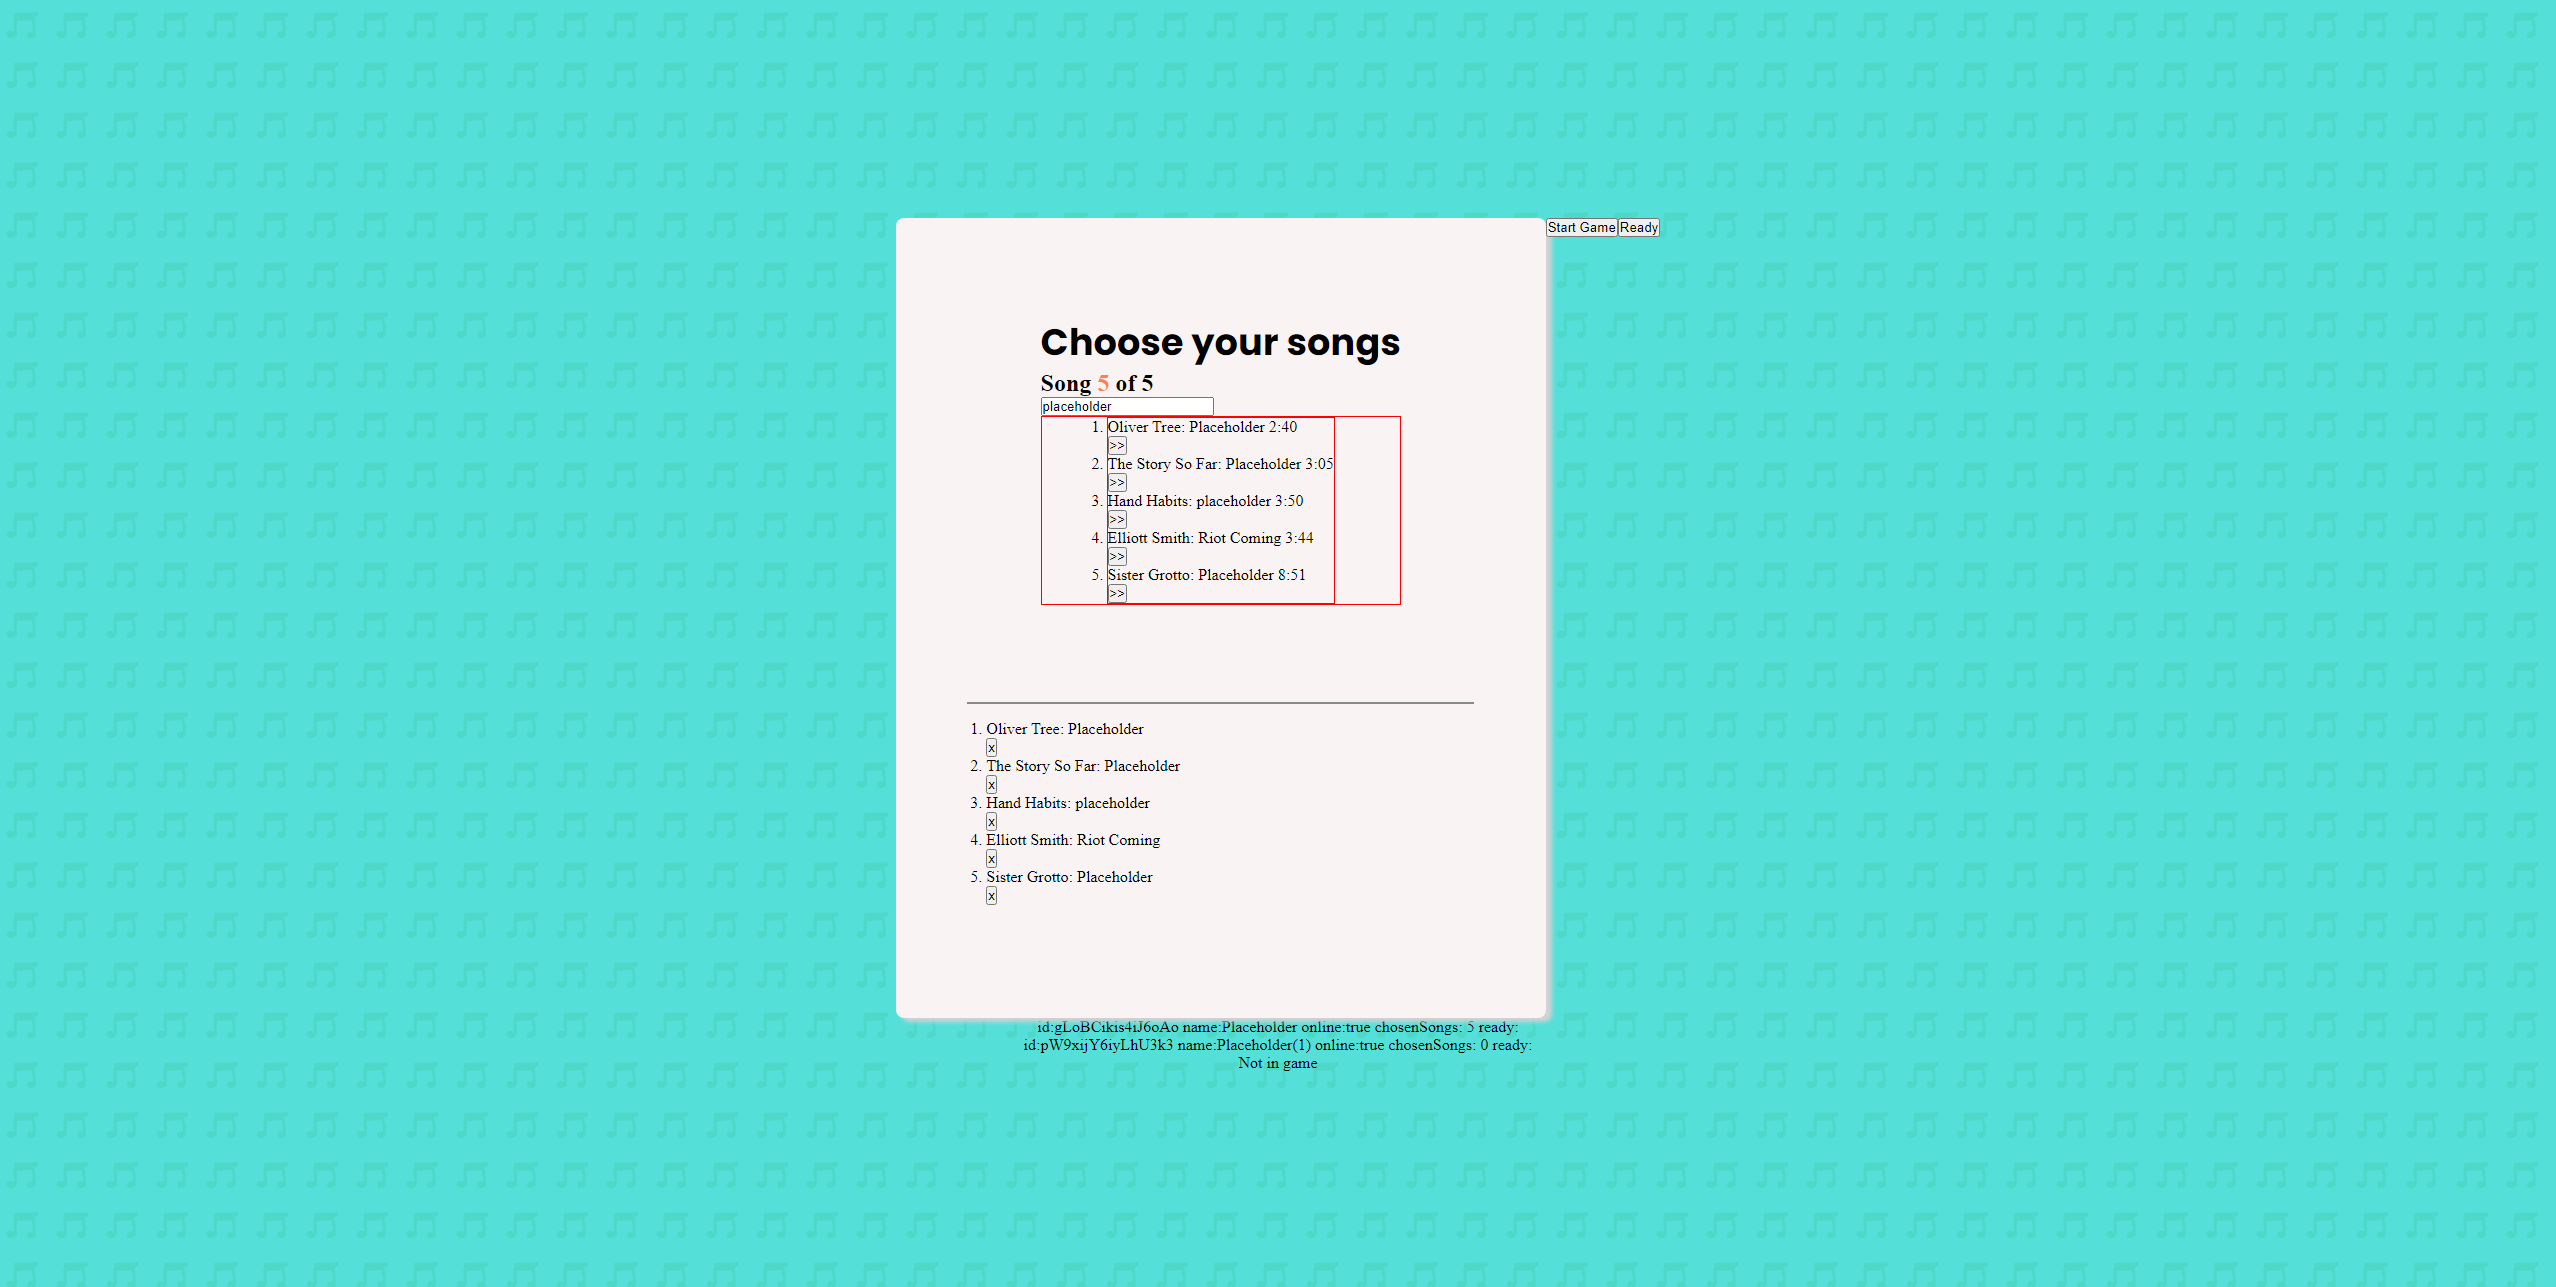 Start Game Ready
Choose your songs
Song 5 of 5
placeholder
1. Oliver Tree: Placeholder 2:40
>>
2. The Story So Far: Placeholder 3:05
>>
3. Hand Habits: placeholder 3:50
>>
4. Elliott Smith: Riot Coming 3:44
>>
5. Sister Grotto: Placeholder 8:51
>>
1. Oliver Tree: Placeholder
x
2. The Story So Far: Placeholder
x
3. Hand Habits: placeholder
x
4. Elliott Smith: Riot Coming
x
5. Sister Grotto: Placeholder
x
id:gLoBCikis4iJ6oAo name:Placeholder online:true chosenSongs: 5 ready:
id:pW9xijY6iyLhU3k3 name:Placeholder(1) online:true chosenSongs: 0 ready:
Not in game